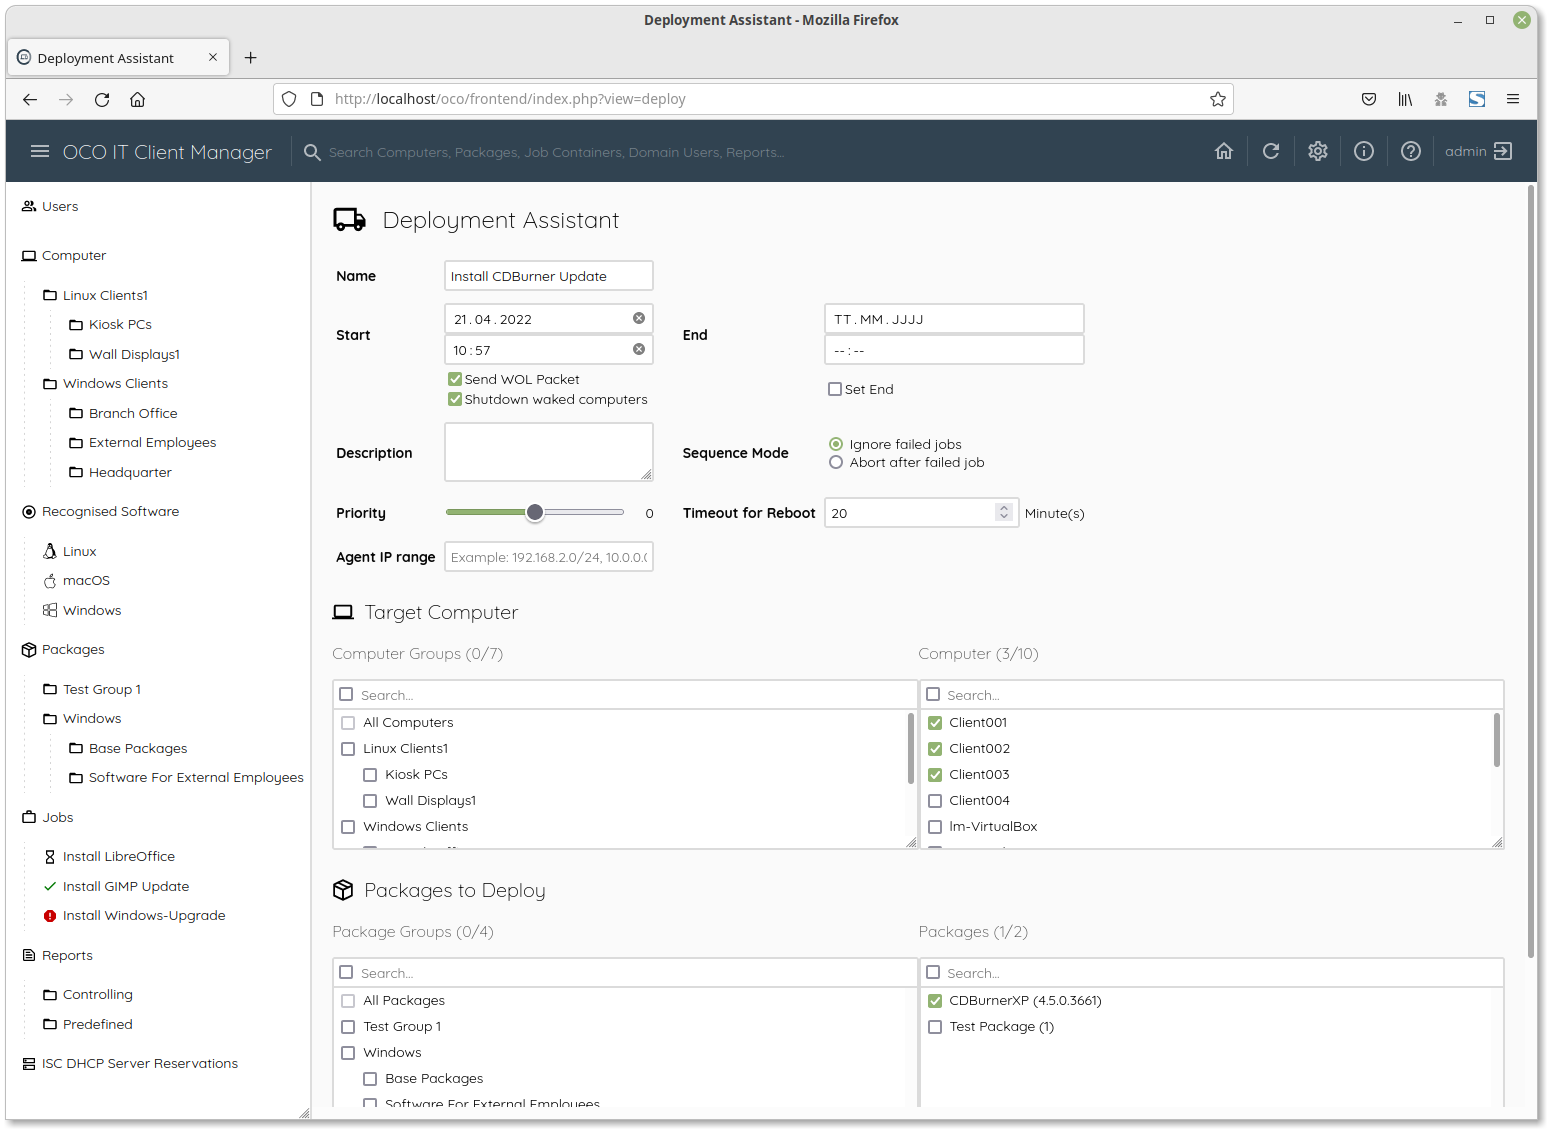 Deployment Assistant - Mozilla Firefox
Deployment Assistant
http://localhost/oco/frontend/index.php?view=deploy
OCO IT Client Manager
Search Computers, Packages, Job Containers, Domain Users, Reports...
admin
Users
Computer
Linux Clients1
Kiosk PCs
Wall Displays1
Windows Clients
Branch Office
External Employees
Headquarter
Recognised Software
Linux
macOS
Windows
Packages
Test Group 1
Windows
Base Packages
Software For External Employees
Jobs
Install LibreOffice
Install GIMP Update
Install Windows-Upgrade
Reports
Controlling
Predefined
ISC DHCP Server Reservations
Deployment Assistant
Name
Install CDBurner Update
Start
21.04.2022
10:57
End
TT.MM.JJJJ
--:--
Send WOL Packet
Shutdown waked computers
Set End
Description
Sequence Mode
Ignore failed jobs
Abort after failed job
Priority
0
Timeout for Reboot
20
Minute(s)
Agent IP range
Example: 192.168.2.0/24, 10.0.0.
Target Computer
Computer Groups (0/7)
Search...
All Computers
Linux Clients1
Kiosk PCs
Wall Displays1
Windows Clients
Computer (3/10)
Search...
Client001
Client002
Client003
Client004
lm-VirtualBox
Packages to Deploy
Package Groups (0/4)
Search...
All Packages
Test Group 1
Windows
Base Packages
Software For External Employees
Packages (1/2)
Search...
CDBurnerXP (4.5.0.3661)
Test Package (1)